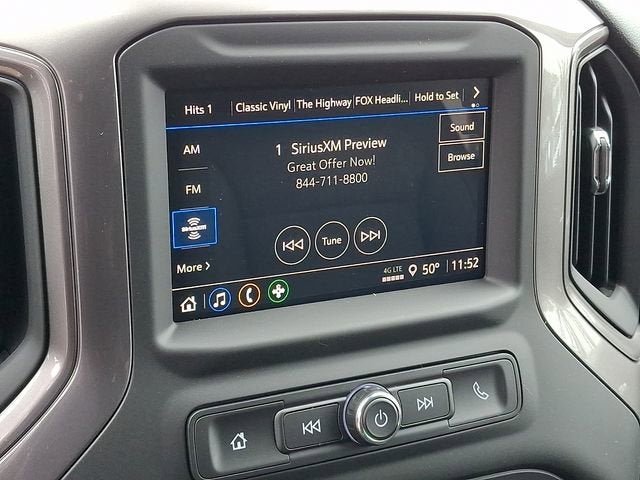 Hits 1 Classic Vinyl The Highway FOX Headli... Hold to Set
AM
1 SiriusXM Preview
Sound
Great Offer Now!
Browse
FM
844-711-8800
SiriusXM
Tune
More
4G LTE 50° 11:52